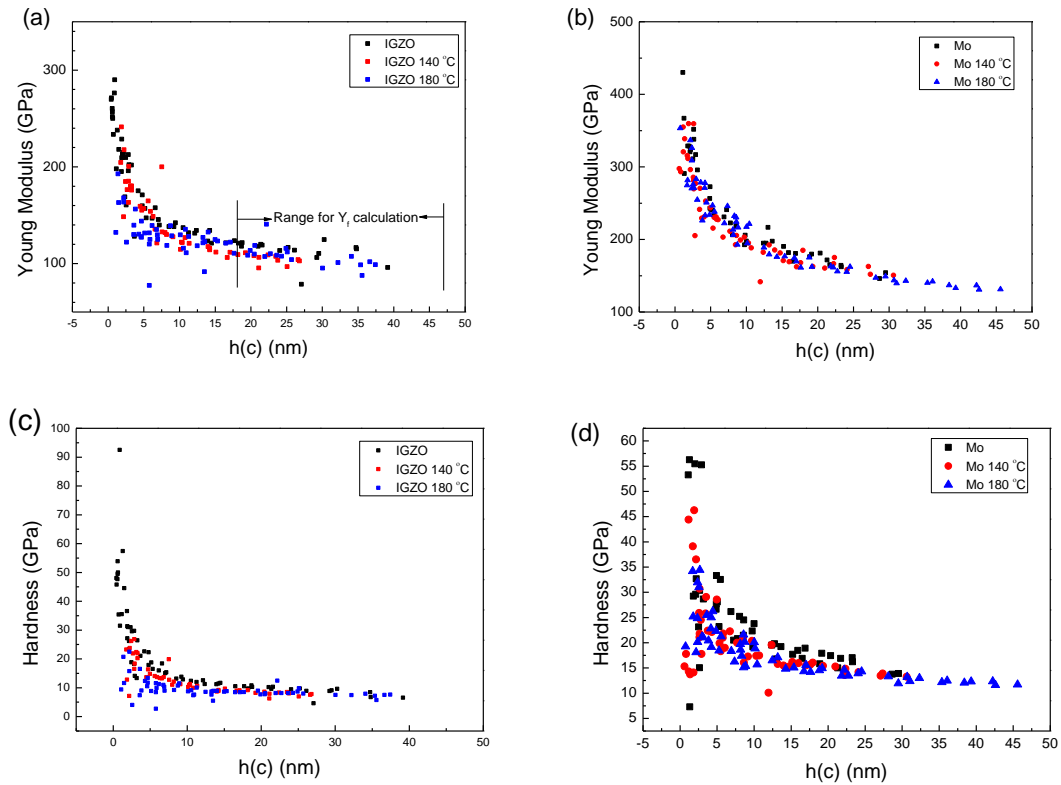 (a)
IGZO
IGZO 140 °C
IGZO 180 °C
300
200
100
Young Modulus (GPa)
Range for Y_f calculation
-5 0 5 10 15 20 25 30 35 40 45 50
h(c) (nm)
(b)
Mo
Mo 140 °C
Mo 180 °C
500
400
300
200
100
Young Modulus (GPa)
-5 0 5 10 15 20 25 30 35 40 45 50
h(c) (nm)
(c)
IGZO
IGZO 140 °C
IGZO 180 °C
100
90
80
70
60
50
40
30
20
10
0
Hardness (GPa)
0 10 20 30 40 50
h(c) (nm)
(d)
Mo
Mo 140 °C
Mo 180 °C
60
55
50
45
40
35
30
25
20
15
10
5
Hardness (GPa)
-5 0 5 10 15 20 25 30 35 40 45 50
h(c) (nm)